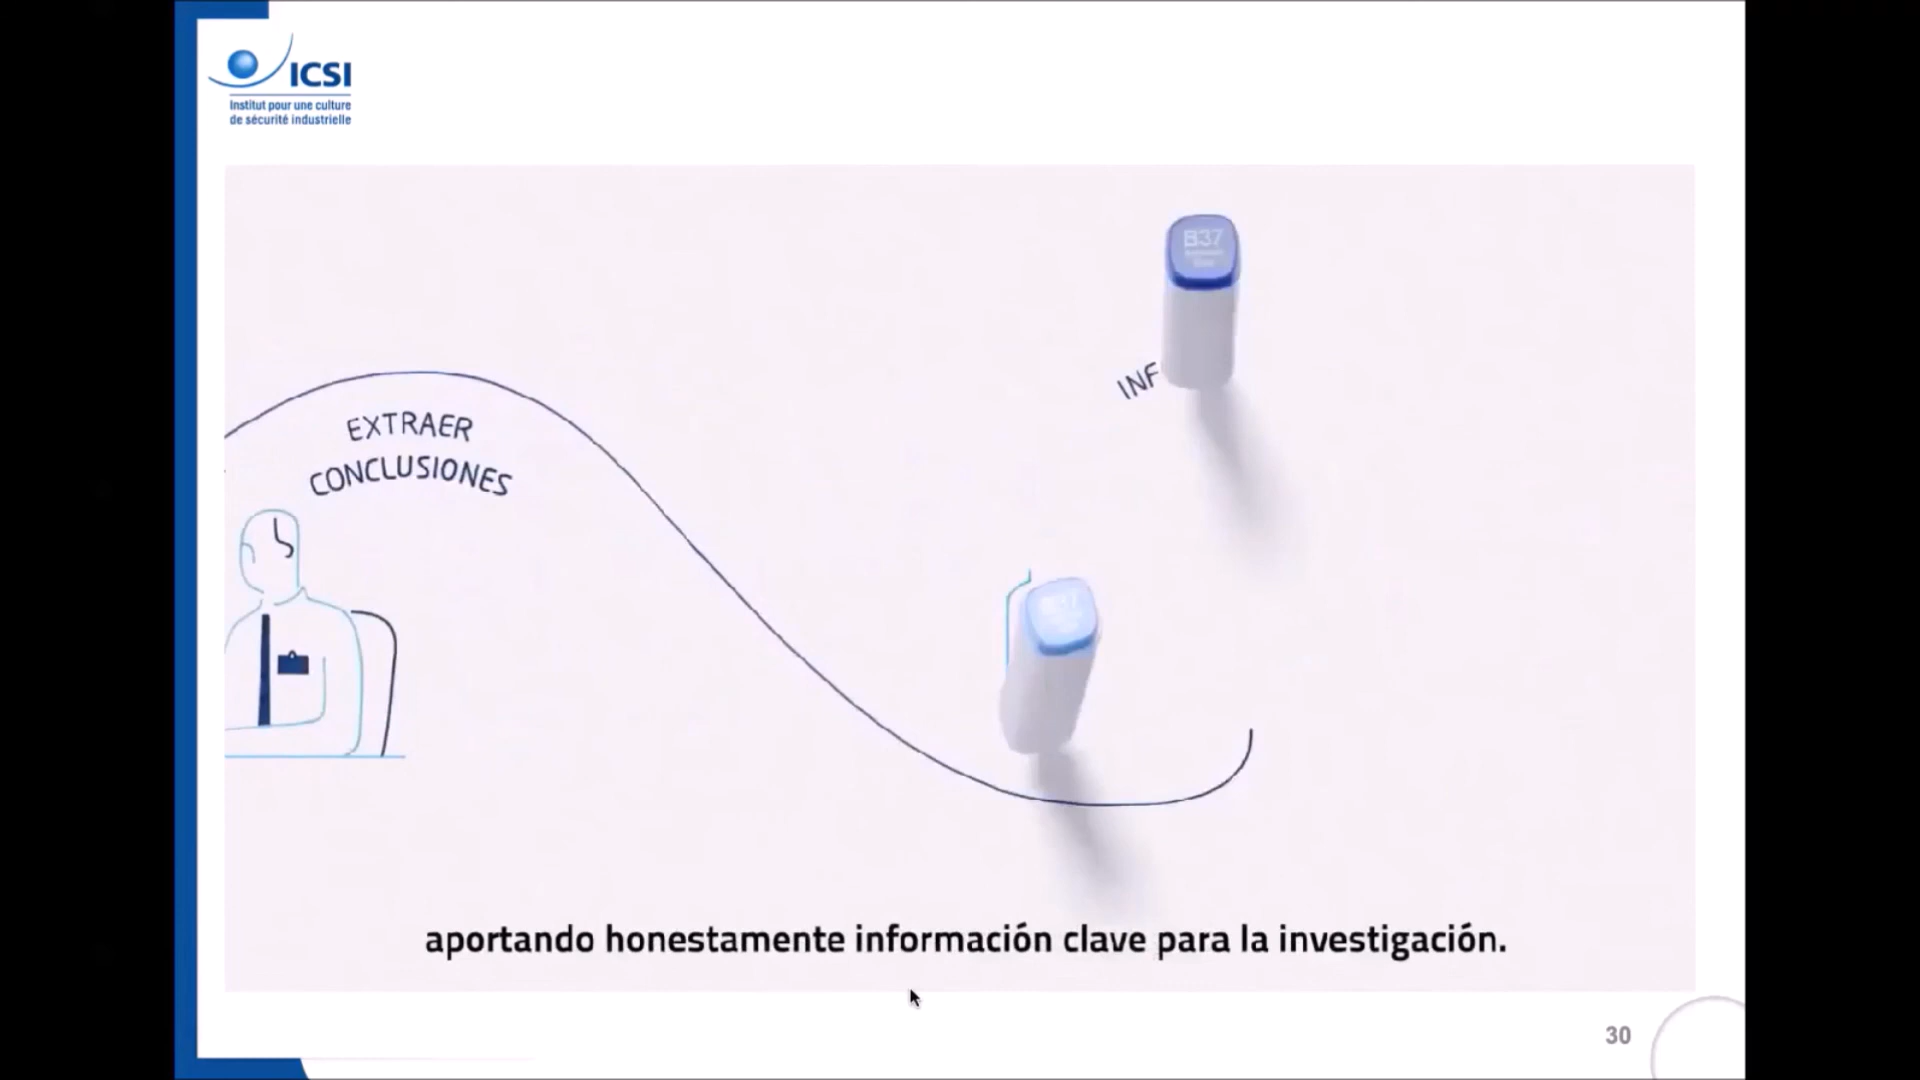 ICSI
Institut pour une culture
de sécurité industrielle
B37
INF
EXTRAER
CONCLUSIONES
aportando honestamente información clave para la investigación.
30